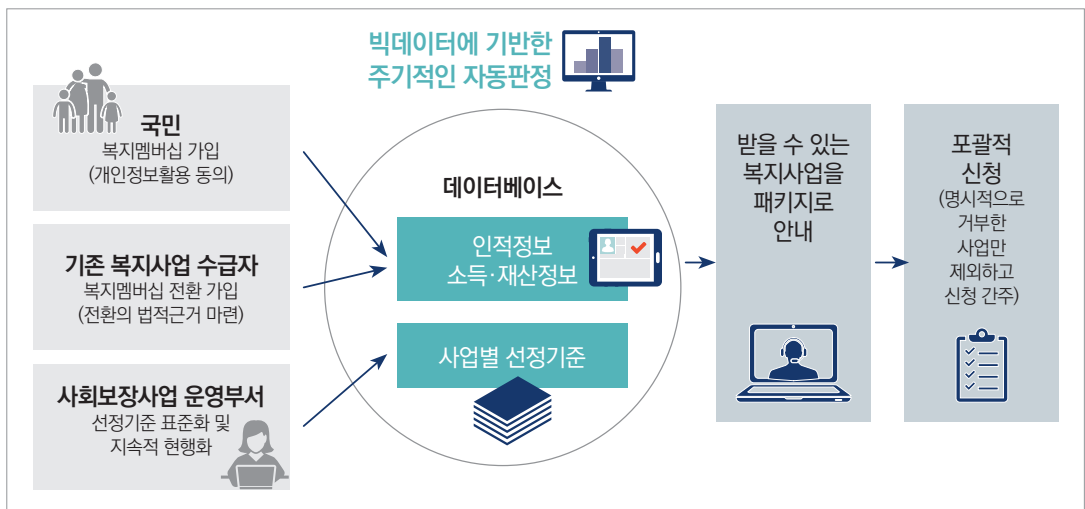 빅데이터에 기반한
주기적인 자동판정
국민
복지멤버십 가입
(개인정보활용 동의)
기존 복지사업 수급자
복지멤버십 전환 가입
(전환의 법적근거 마련)
사회보장사업 운영부서
선정기준 표준화 및
지속적 현행화
데이터베이스
인적정보
소득·재산정보
사업별 선정기준
받을 수 있는
복지사업을
패키지로
안내
포괄적
신청
(명시적으로
거부한
사업만
제외하고
신청 간주)